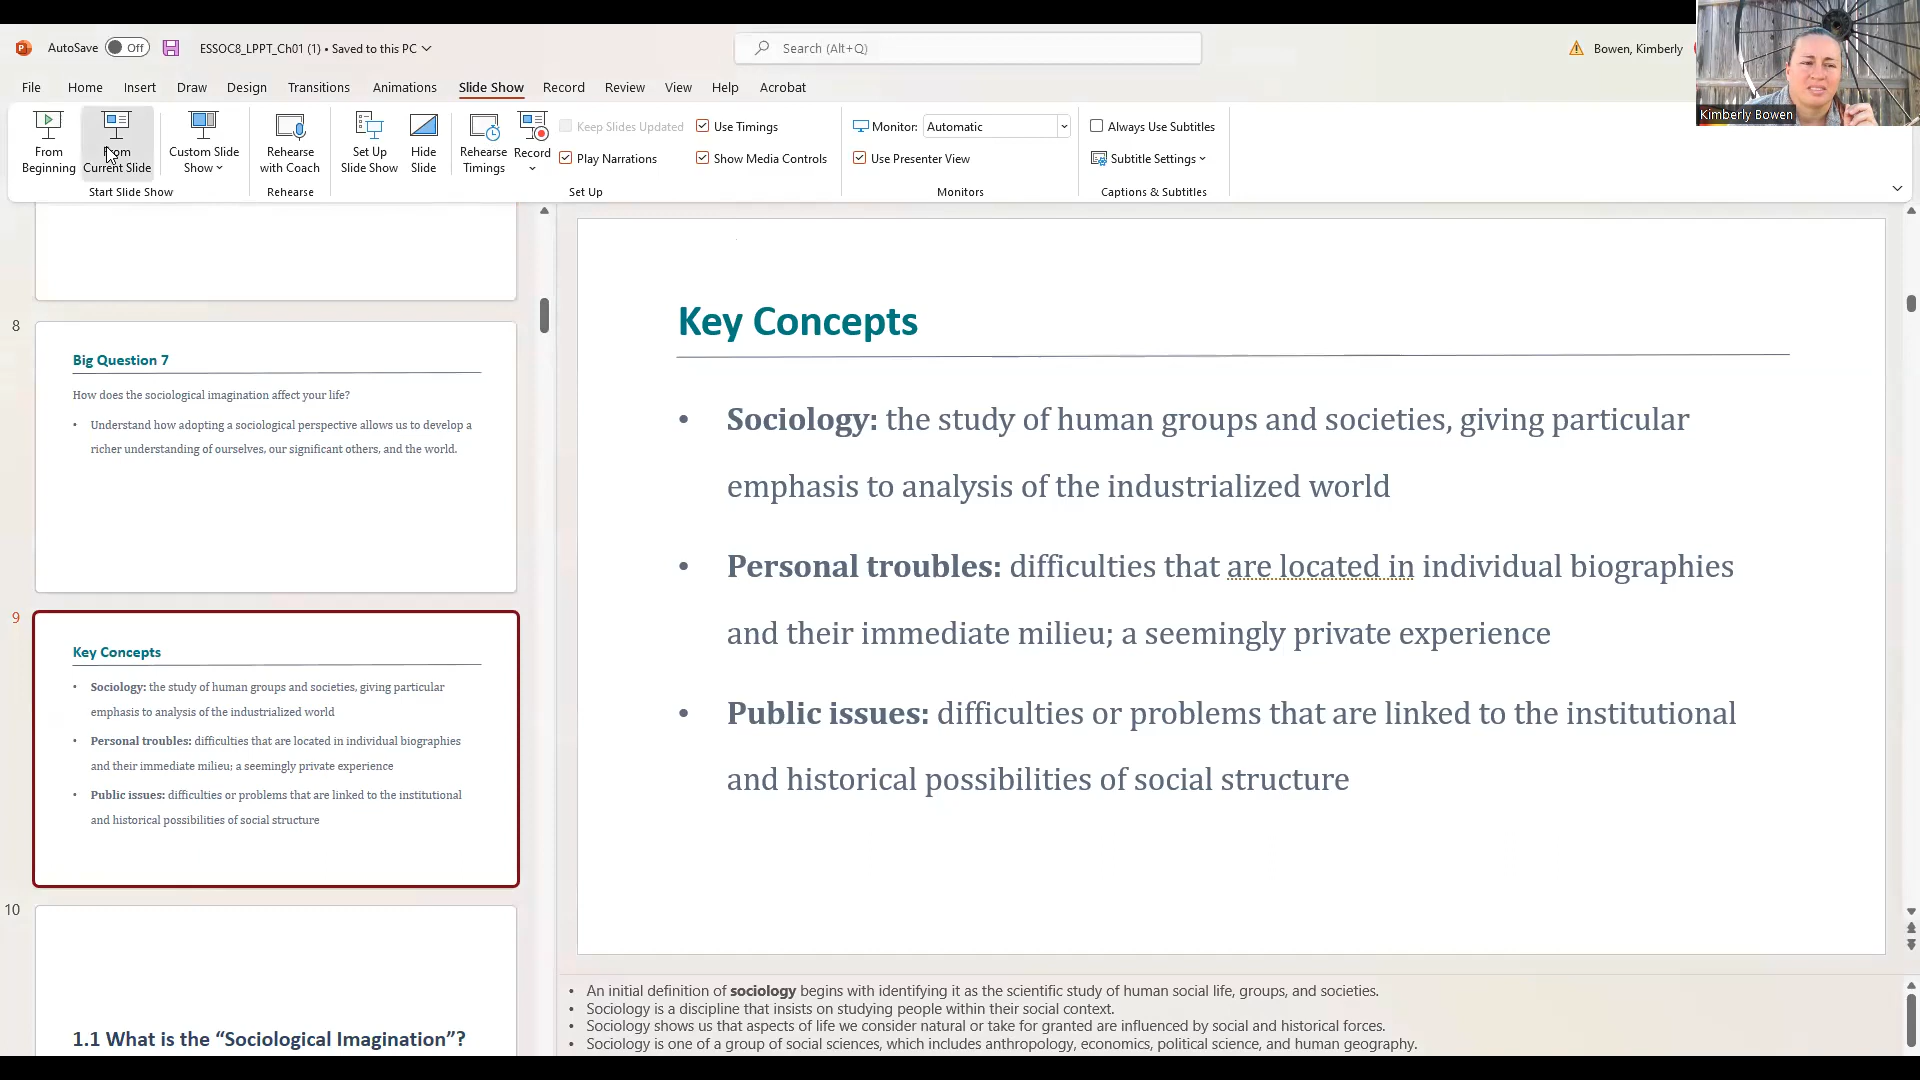 AutoSave Off ESSOC8_LPPT_Ch01 (1) • Saved to this PC Search (Alt+Q) Bowen, Kimberly
File Home Insert Draw Design Transitions Animations Slide Show Record Review View Help Acrobat
Kimberly Bowen
From Beginning
From Current Slide
Custom Slide Show
Start Slide Show
Rehearse with Coach
Rehearse
Set Up Slide Show
Hide Slide
Rehearse Timings
Record
Keep Slides Updated
Use Timings
Play Narrations
Show Media Controls
Set Up
Monitor: Automatic
Use Presenter View
Monitors
Always Use Subtitles
Subtitle Settings
Captions & Subtitles
8
Big Question 7
How does the sociological imagination affect your life?
• Understand how adopting a sociological perspective allows us to develop a
richer understanding of ourselves, our significant others, and the world.
9
Key Concepts
• Sociology: the study of human groups and societies, giving particular
emphasis to analysis of the industrialized world
• Personal troubles: difficulties that are located in individual biographies
and their immediate milieu; a seemingly private experience
• Public issues: difficulties or problems that are linked to the institutional
and historical possibilities of social structure
10
1.1 What is the “Sociological Imagination”?
Key Concepts
• Sociology: the study of human groups and societies, giving particular
emphasis to analysis of the industrialized world
• Personal troubles: difficulties that are located in individual biographies
and their immediate milieu; a seemingly private experience
• Public issues: difficulties or problems that are linked to the institutional
and historical possibilities of social structure
• An initial definition of sociology begins with identifying it as the scientific study of human social life, groups, and societies.
• Sociology is a discipline that insists on studying people within their social context.
• Sociology shows us that aspects of life we consider natural or take for granted are influenced by social and historical forces.
• Sociology is one of a group of social sciences, which includes anthropology, economics, political science, and human geography.